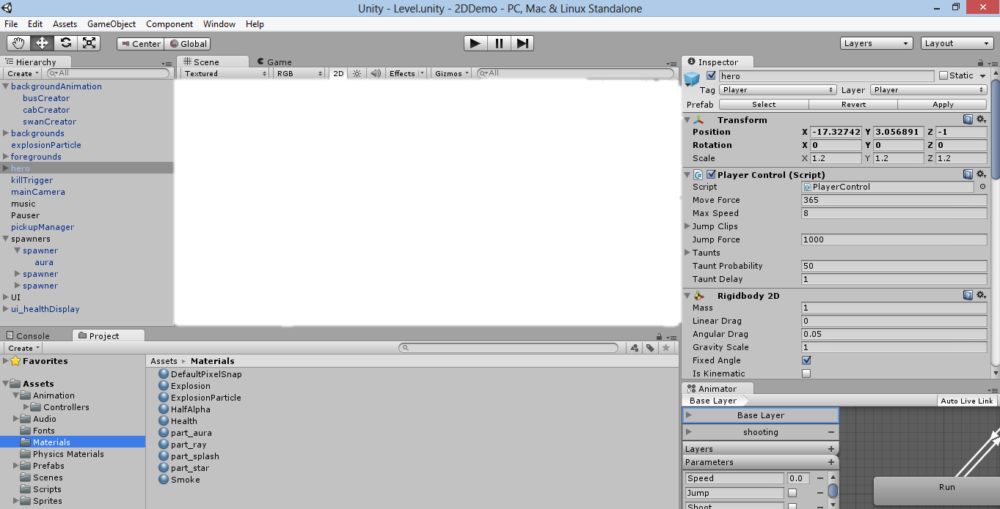 Unity - Level.unity - 2DDemo - PC, Mac & Linux Standalone
File Edit Assets GameObject Component Window Help
Center Global Layers Layout
Hierarchy
Create All
backgroundAnimation
busCreator
cabCreator
swanCreator
backgrounds
explosionParticle
foregrounds
hero
killTrigger
mainCamera
music
Pauser
pickupManager
spawners
spawner
aura
spawner
spawner
UI
ui_healthDisplay
Scene Game
Textured RGB 2D Effects Gizmos All
Inspector
hero Static
Tag Player Layer Player
Prefab Select Revert Apply
Transform
Position X -17.32742 Y 3.056891 Z -1
Rotation X 0 Y 0 Z 0
Scale X 1.2 Y 1.2 Z 1.2
Player Control (Script)
Script PlayerControl
Move Force 365
Max Speed 8
Jump Clips
Jump Force 1000
Taunts
Taunt Probability 50
Taunt Delay 1
Rigidbody 2D
Mass 1
Linear Drag 0
Angular Drag 0.05
Gravity Scale 1
Fixed Angle
Is Kinematic
Console Project
Create
Favorites
Assets
Animation
Controllers
Audio
Fonts
Materials
Physics Materials
Prefabs
Scenes
Scripts
Sprites
Assets Materials
DefaultPixelSnap
Explosion
ExplosionParticle
HalfAlpha
Health
part_aura
part_ray
part_splash
part_star
Smoke
Animator
Base Layer Auto Live Link
Base Layer
shooting
Layers
Parameters
Speed 0.0
Jump
Shoot
Run